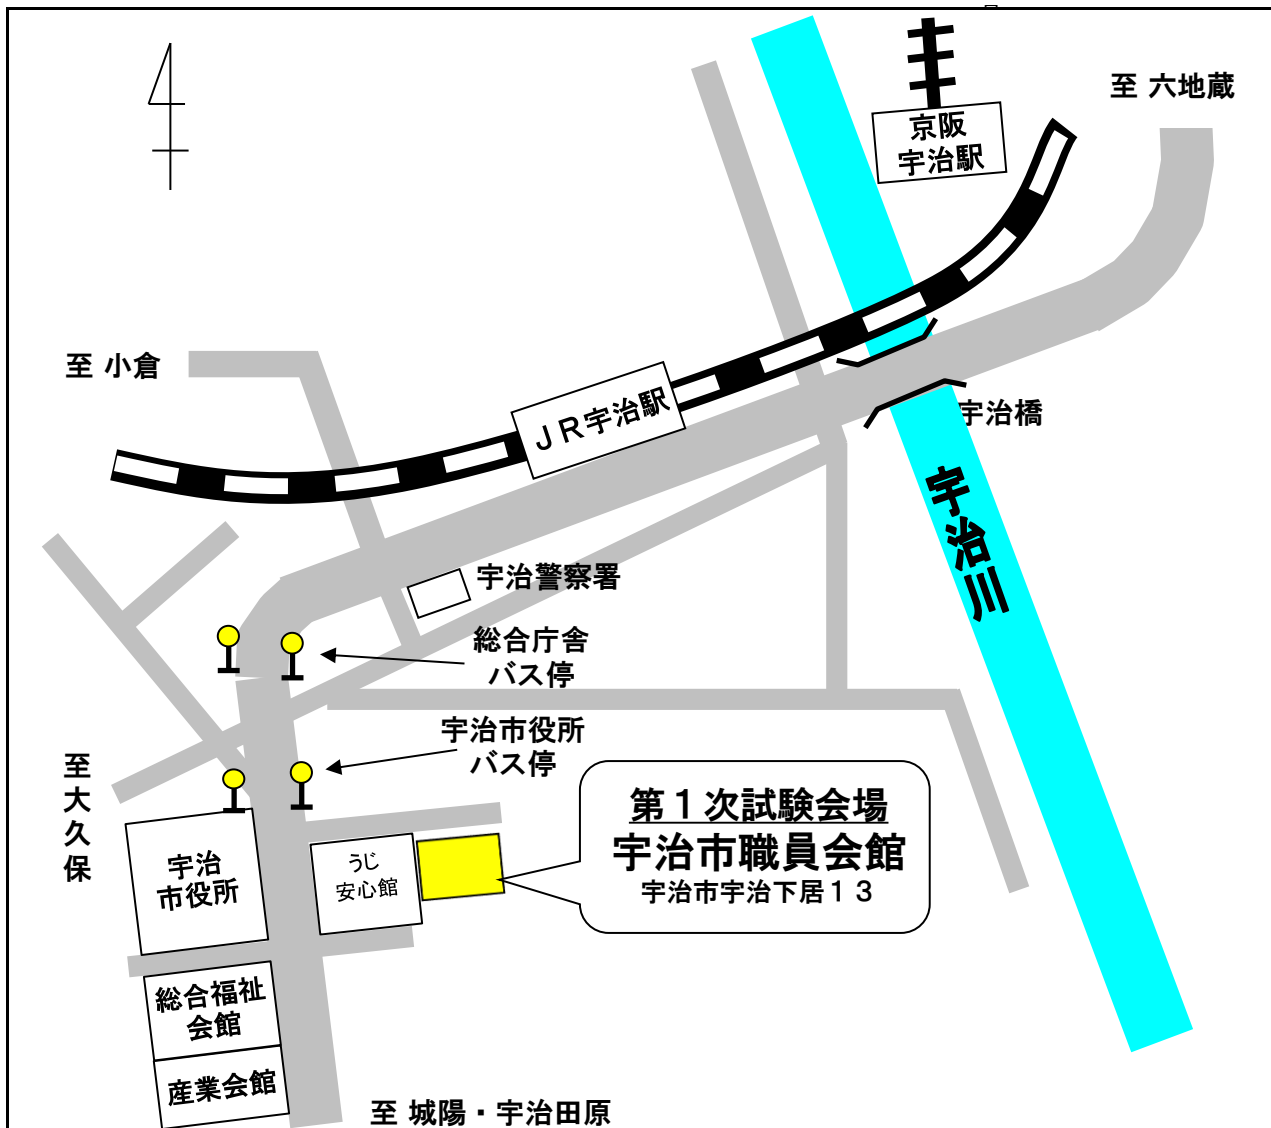 至 六地蔵
京阪
宇治駅
至 小倉
ＪＲ宇治駅
宇治橋
宇治川
宇治警察署
総合庁舎
バス停
宇治市役所
バス停
至大久保
第１次試験会場
宇治市職員会館
宇治市宇治下居１３
宇治
市役所
うじ
安心館
総合福祉
会館
産業会館
至 城陽・宇治田原